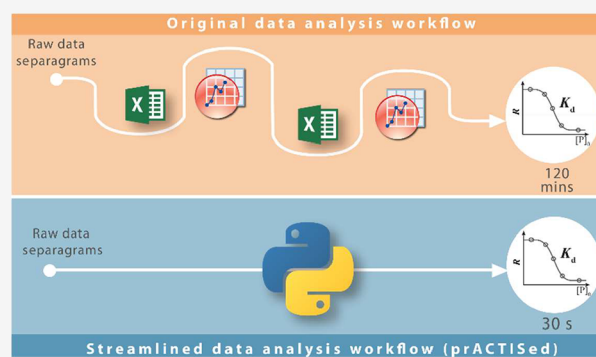 Original data analysis workflow
Raw data
separagrams
X
X
R
Kd
[P]0
120
mins
Raw data
separagrams
R
Kd
[P]0
30 s
Streamlined data analysis workflow (prACTISed)